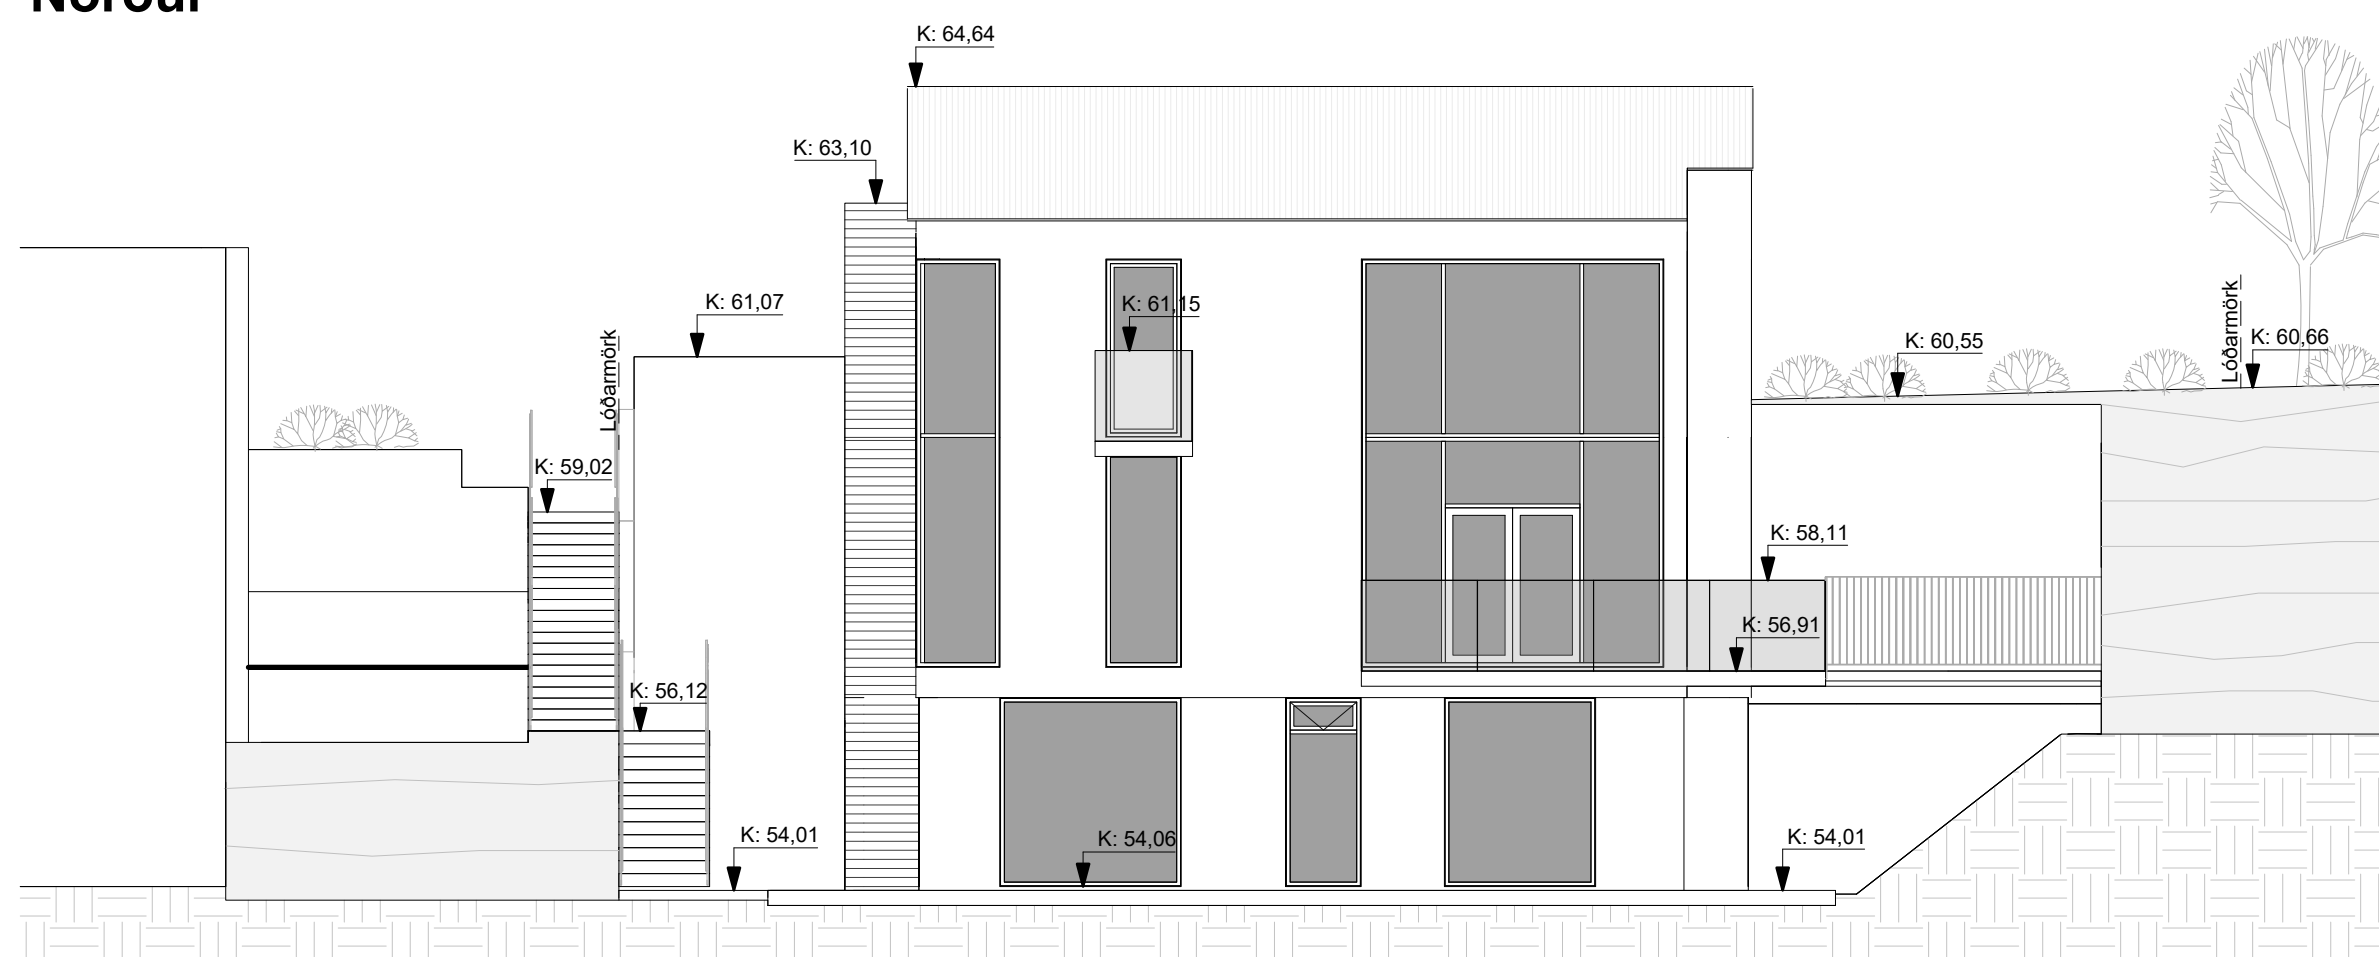 Norður
K: 64,64
K: 63,10
K: 61,07
K: 61,15
Lóðarmörk
K: 60,55
K: 60,66
Lóðarmörk
K: 59,02
K: 58,11
K: 56,91
K: 56,12
K: 54,01
K: 54,06
K: 54,01